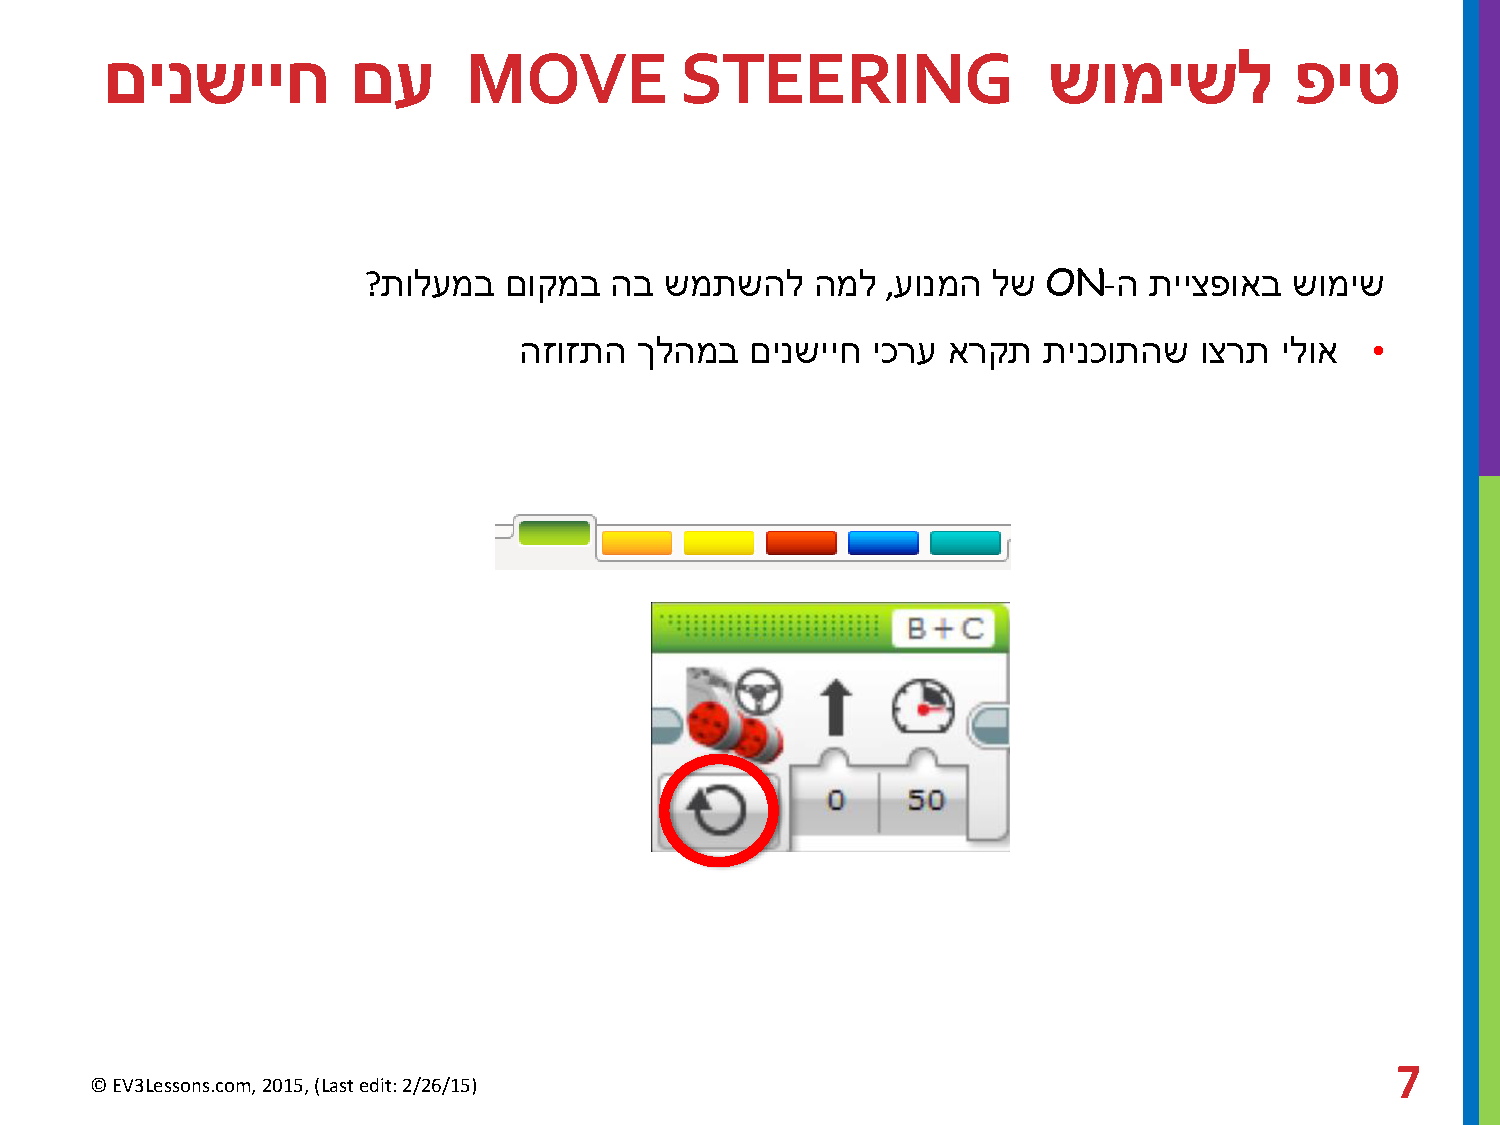 טיפ לשימוש MOVE STEERING עם חיישנים
שימוש באופציית ה-ON של המנוע, למה להשתמש בה במקום במעלות?
• אולי תרצו שהתוכנית תקרא ערכי חיישנים במהלך התזוזה
B + C
0 50
© EV3Lessons.com, 2015, (Last edit: 2/26/15)
7